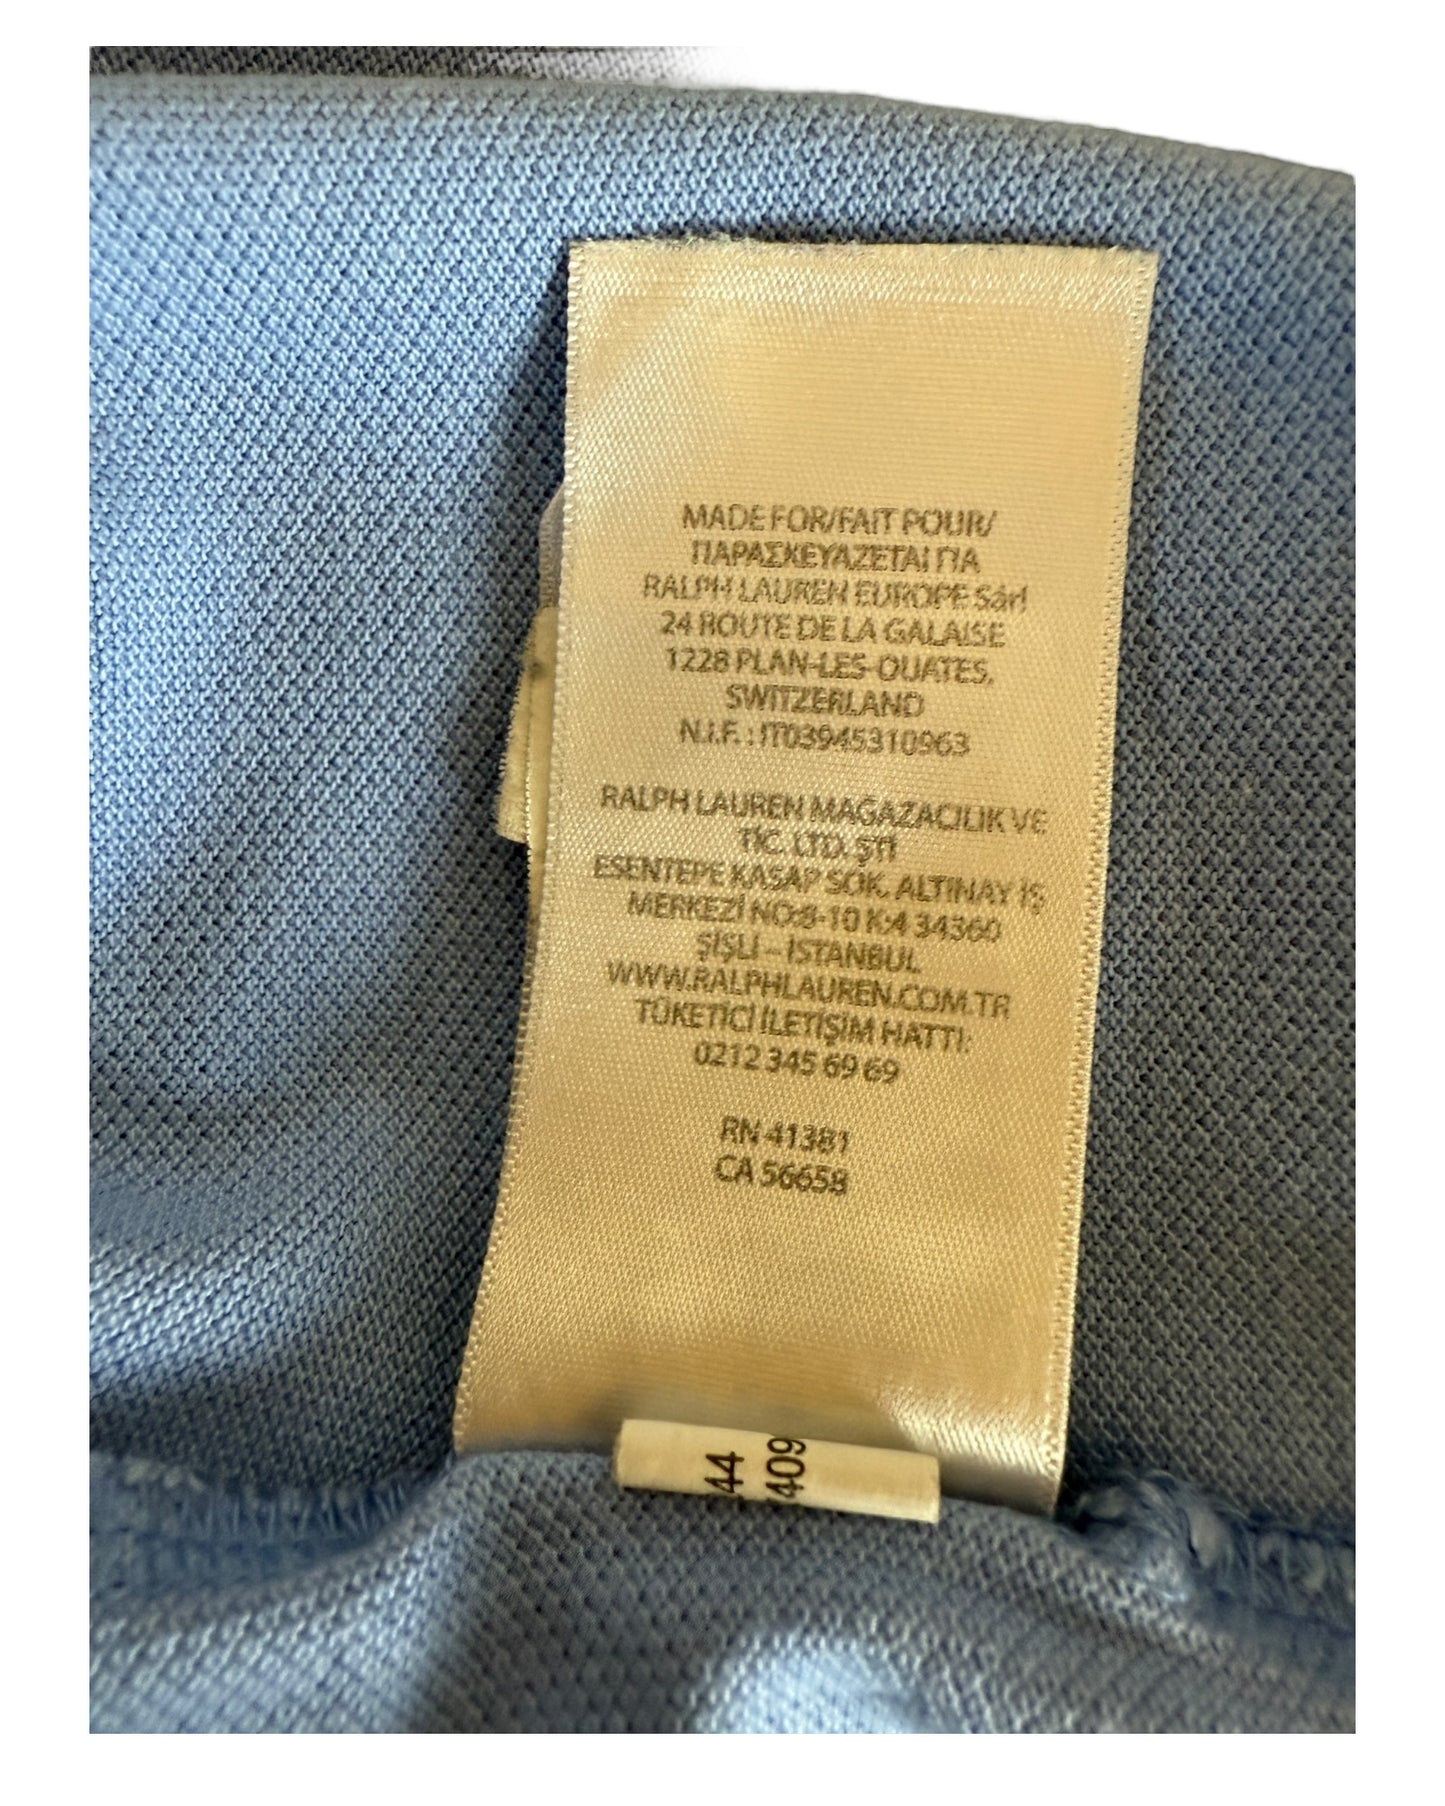 MADE FOR/FAIT POUR/
ΠΑΡΑΣΚΕΥΑΖΕΤΑΙ ΓΙΑ
RALPH LAUREN EUROPE Sárl
24 ROUTE DE LA GALAISE
1228 PLAN-LES-OUATES,
SWITZERLAND
N.I.F. : IT03945310963
RALPH LAUREN MAĞAZACILIK VE
TİC. LTD. ŞTİ
ESENTEPE KASAP SOK. ALTINAY İŞ
MERKEZİ NO:8-10 K:4 34360
ŞİŞLİ – İSTANBUL
WWW.RALPHLAUREN.COM.TR
TÜKETİCİ İLETİŞİM HATTI:
0212 345 69 69
RN 41381
CA 56658
44
409